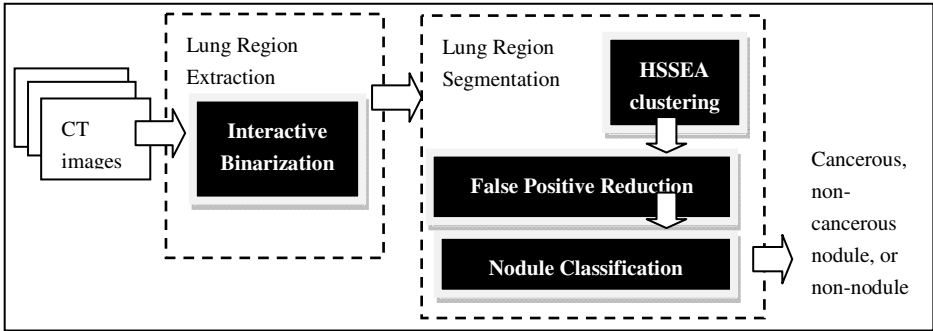 CT
images
Lung Region
Extraction
Interactive
Binarization
Lung Region
Segmentation
HSSEA
clustering
False Positive Reduction
Nodule Classification
Cancerous,
non-
cancerous
nodule, or
non-nodule